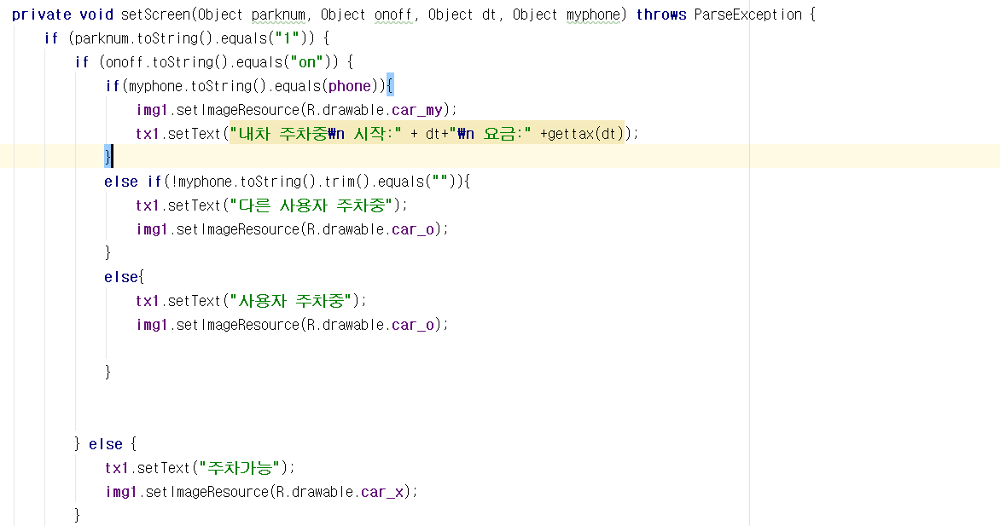 private void setScreen(Object parknum, Object onoff, Object dt, Object myphone) throws ParseException {
if (parknum.toString().equals("1")) {
if (onoff.toString().equals("on")) {
if(myphone.toString().equals(phone)){
img1.setImageResource(R.drawable.car_my);
tx1.setText("내차 주차중₩n 시작:" + dt+"₩n 요금:" +gettax(dt));
}
else if(!myphone.toString().trim().equals("")){
tx1.setText("다른 사용자 주차중");
img1.setImageResource(R.drawable.car_o);
}
else{
tx1.setText("사용자 주차중");
img1.setImageResource(R.drawable.car_o);
}
} else {
tx1.setText("주차가능");
img1.setImageResource(R.drawable.car_x);
}